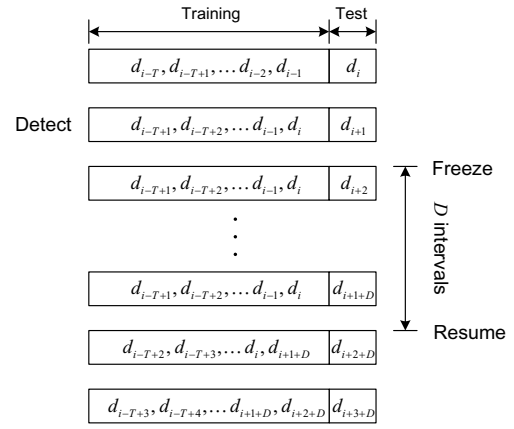 Training Test
d_{i-T}, d_{i-T+1}, … d_{i-2}, d_{i-1} d_i
Detect d_{i-T+1}, d_{i-T+2}, … d_{i-1}, d_i d_{i+1}
d_{i-T+1}, d_{i-T+2}, … d_{i-1}, d_i d_{i+2} Freeze
D intervals
d_{i-T+1}, d_{i-T+2}, … d_{i-1}, d_i d_{i+1+D}
d_{i-T+2}, d_{i-T+3}, … d_i, d_{i+1+D} d_{i+2+D} Resume
d_{i-T+3}, d_{i-T+4}, … d_{i+1+D}, d_{i+2+D} d_{i+3+D}